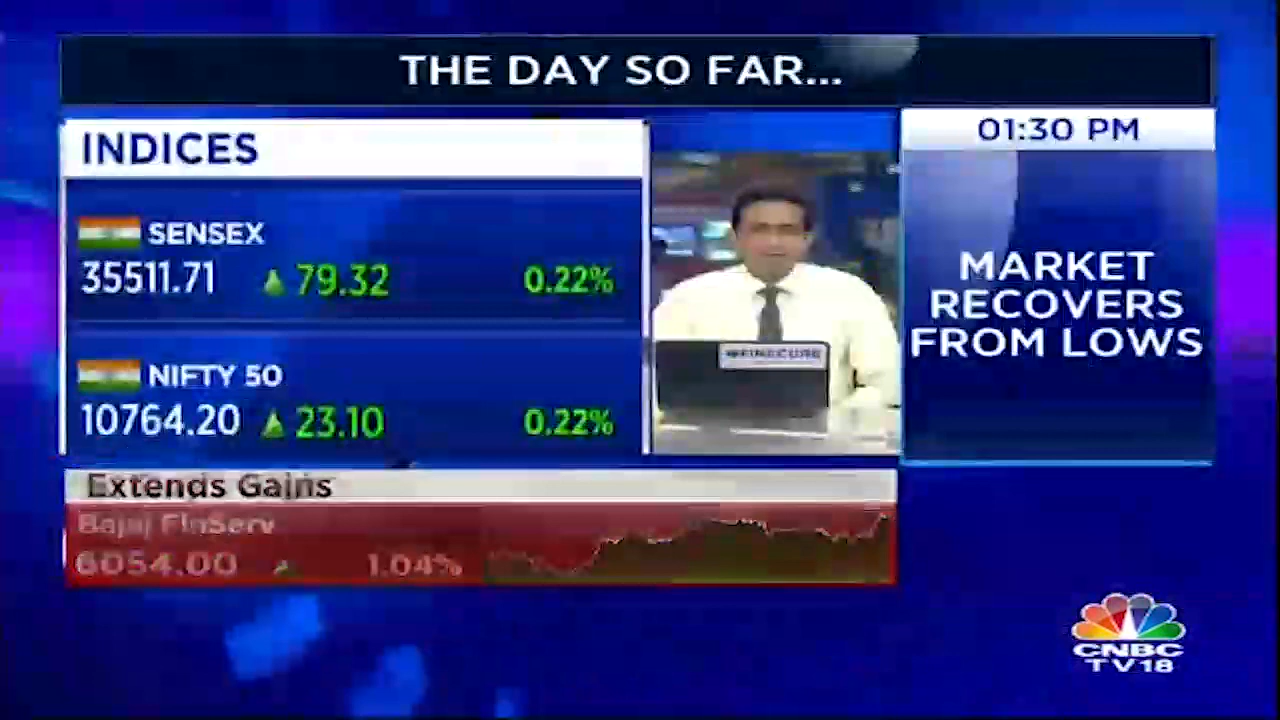 THE DAY SO FAR...
INDICES
SENSEX
35511.71 ▲ 79.32 0.22%
NIFTY 50
10764.20 ▲ 23.10 0.22%
01:30 PM
MARKET
RECOVERS
FROM LOWS
Extends Gains
Bajaj FinServ
6054.00 ▲ 1.04%
CNBC
TV18